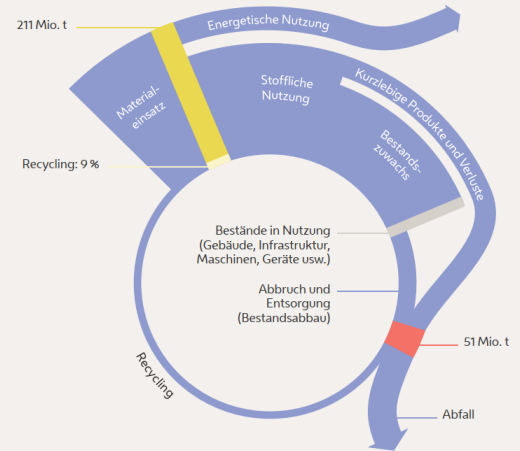 211 Mio. t
Energetische Nutzung
Material-
einsatz
Stoffliche
Nutzung
Kurzlebige Produkte und Verluste
Bestands-
zuwachs
Recycling: 9 %
Bestände in Nutzung
(Gebäude, Infrastruktur,
Maschinen, Geräte usw.)
Abbruch und
Entsorgung
(Bestandsabbau)
51 Mio. t
Recycling
Abfall